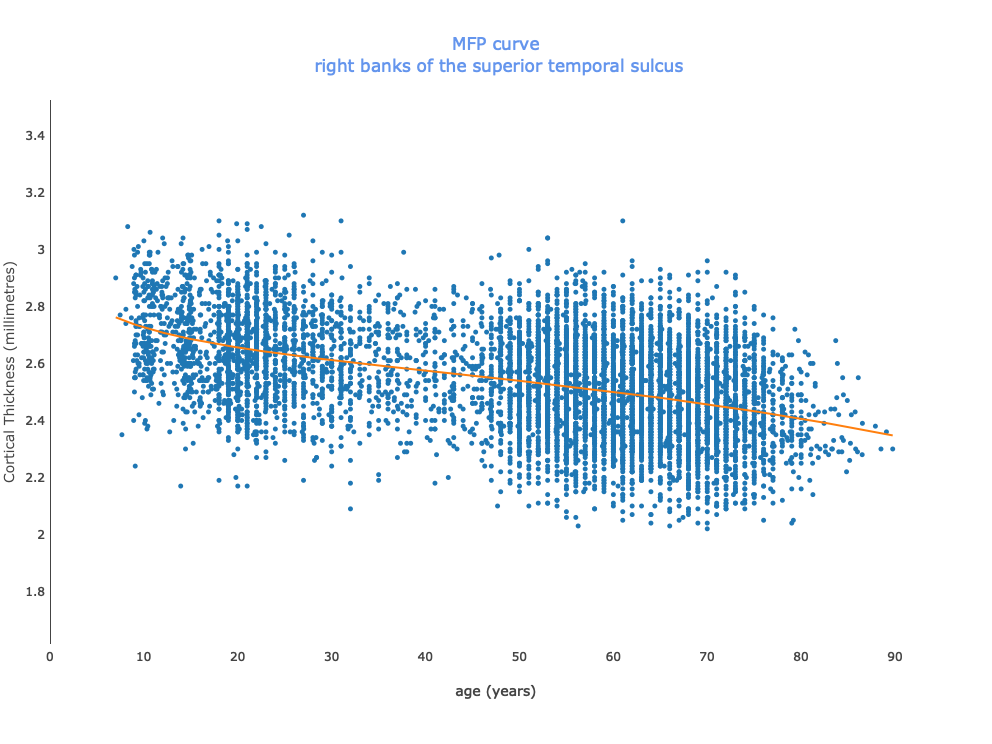 MFP curve
right banks of the superior temporal sulcus
Cortical Thickness (millimetres)
3.4
3.2
3
2.8
2.6
2.4
2.2
2
1.8
0 10 20 30 40 50 60 70 80 90
age (years)